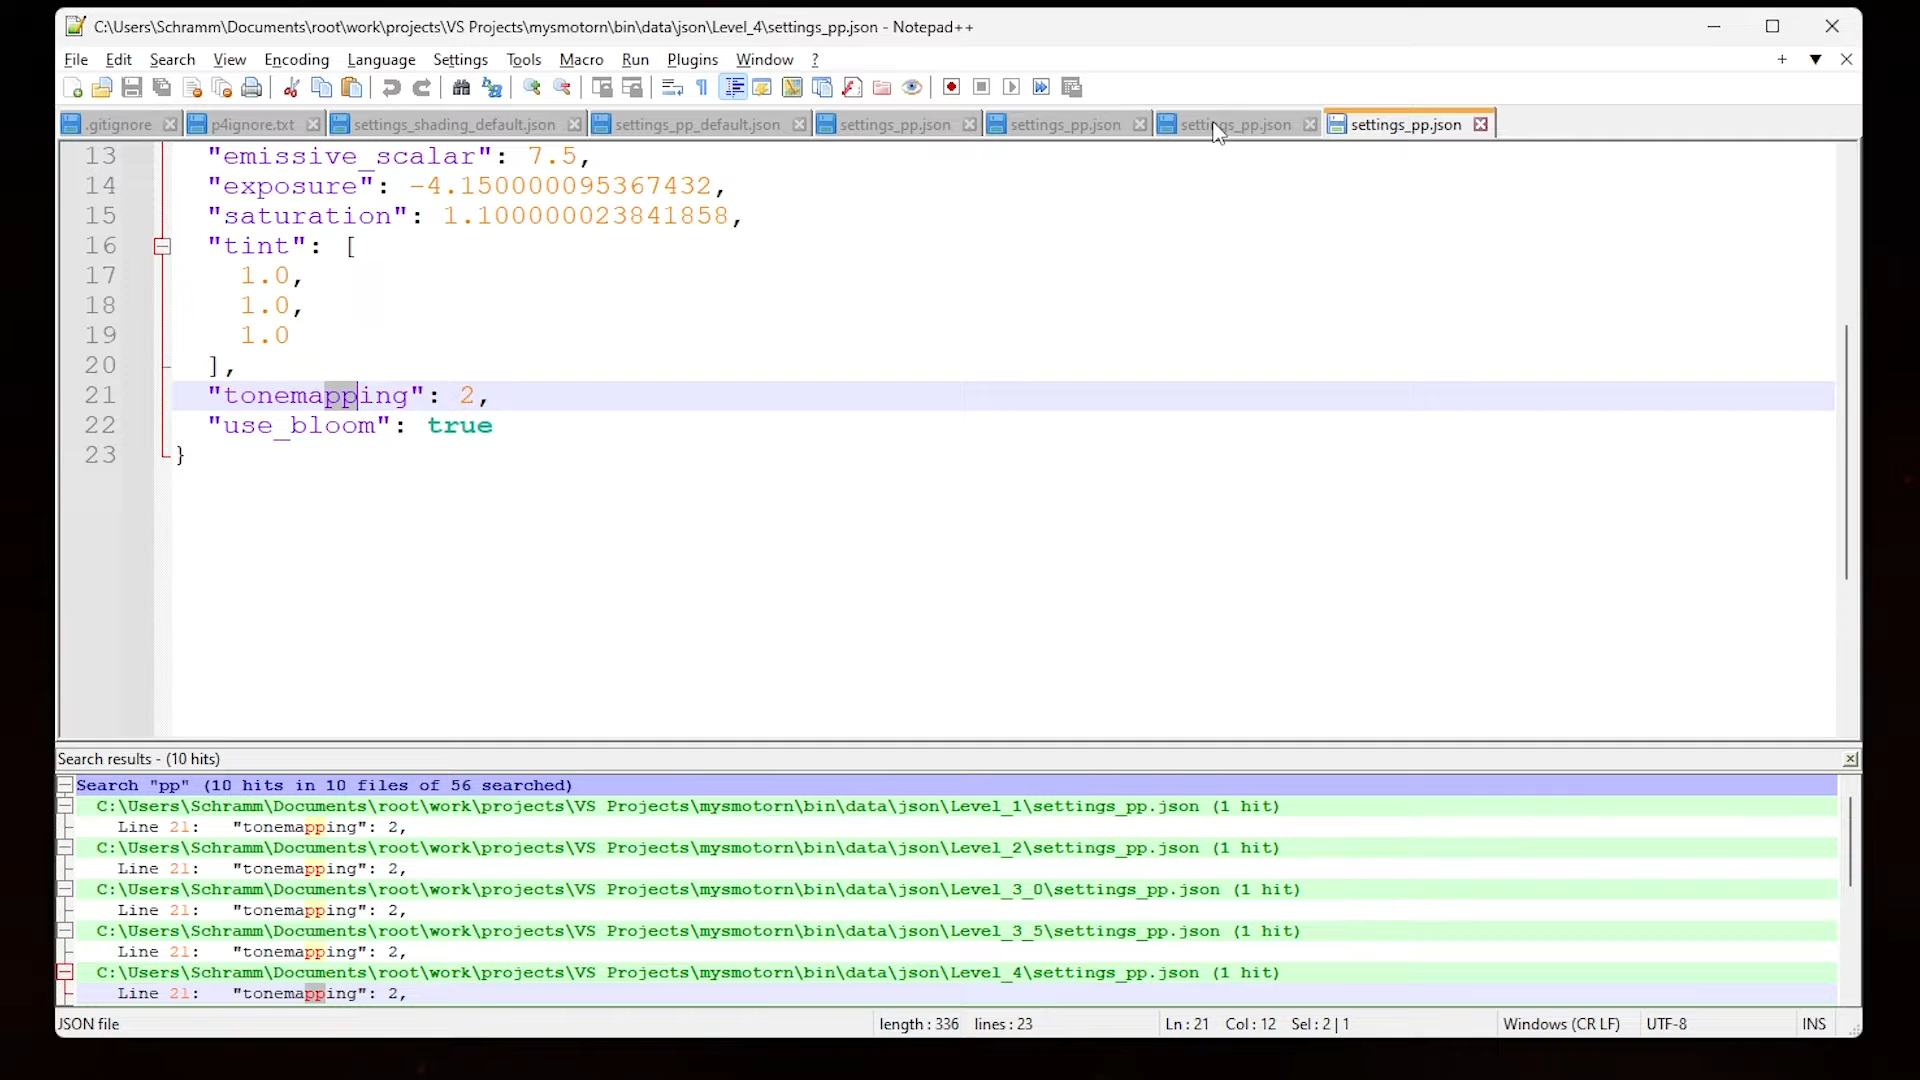 C:\Users\Schramm\Documents\root\work\projects\VS Projects\mysmotorn\bin\data\json\Level_4\settings_pp.json - Notepad++
File Edit Search View Encoding Language Settings Tools Macro Run Plugins Window ?
.gitignore p4ignore.txt settings_shading_default.json settings_pp_default.json settings_pp.json settings_pp.json settings_pp.json settings_pp.json
13 "emissive_scalar": 7.5,
14 "exposure": -4.150000095367432,
15 "saturation": 1.100000023841858,
16 "tint": [
17 1.0,
18 1.0,
19 1.0
20 ],
21 "tonemapping": 2,
22 "use_bloom": true
23 }
Search results - (10 hits)
Search "pp" (10 hits in 10 files of 56 searched)
C:\Users\Schramm\Documents\root\work\projects\VS Projects\mysmotorn\bin\data\json\Level_1\settings_pp.json (1 hit)
Line 21: "tonemapping": 2,
C:\Users\Schramm\Documents\root\work\projects\VS Projects\mysmotorn\bin\data\json\Level_2\settings_pp.json (1 hit)
Line 21: "tonemapping": 2,
C:\Users\Schramm\Documents\root\work\projects\VS Projects\mysmotorn\bin\data\json\Level_3_0\settings_pp.json (1 hit)
Line 21: "tonemapping": 2,
C:\Users\Schramm\Documents\root\work\projects\VS Projects\mysmotorn\bin\data\json\Level_3_5\settings_pp.json (1 hit)
Line 21: "tonemapping": 2,
C:\Users\Schramm\Documents\root\work\projects\VS Projects\mysmotorn\bin\data\json\Level_4\settings_pp.json (1 hit)
Line 21: "tonemapping": 2,
JSON file length : 336 lines : 23 Ln : 21 Col : 12 Sel : 2 | 1 Windows (CR LF) UTF-8 INS